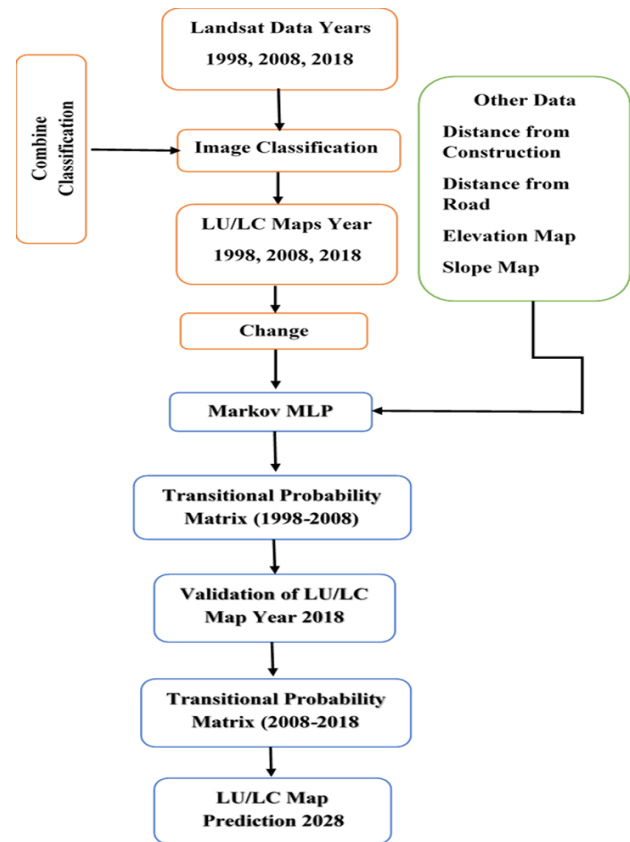 Landsat Data Years
1998, 2008, 2018
Combine
Classification
Image Classification
LU/LC Maps Year
1998, 2008, 2018
Change
Other Data
Distance from
Construction
Distance from
Road
Elevation Map
Slope Map
Markov MLP
Transitional Probability
Matrix (1998-2008)
Validation of LU/LC
Map Year 2018
Transitional Probability
Matrix (2008-2018
LU/LC Map
Prediction 2028